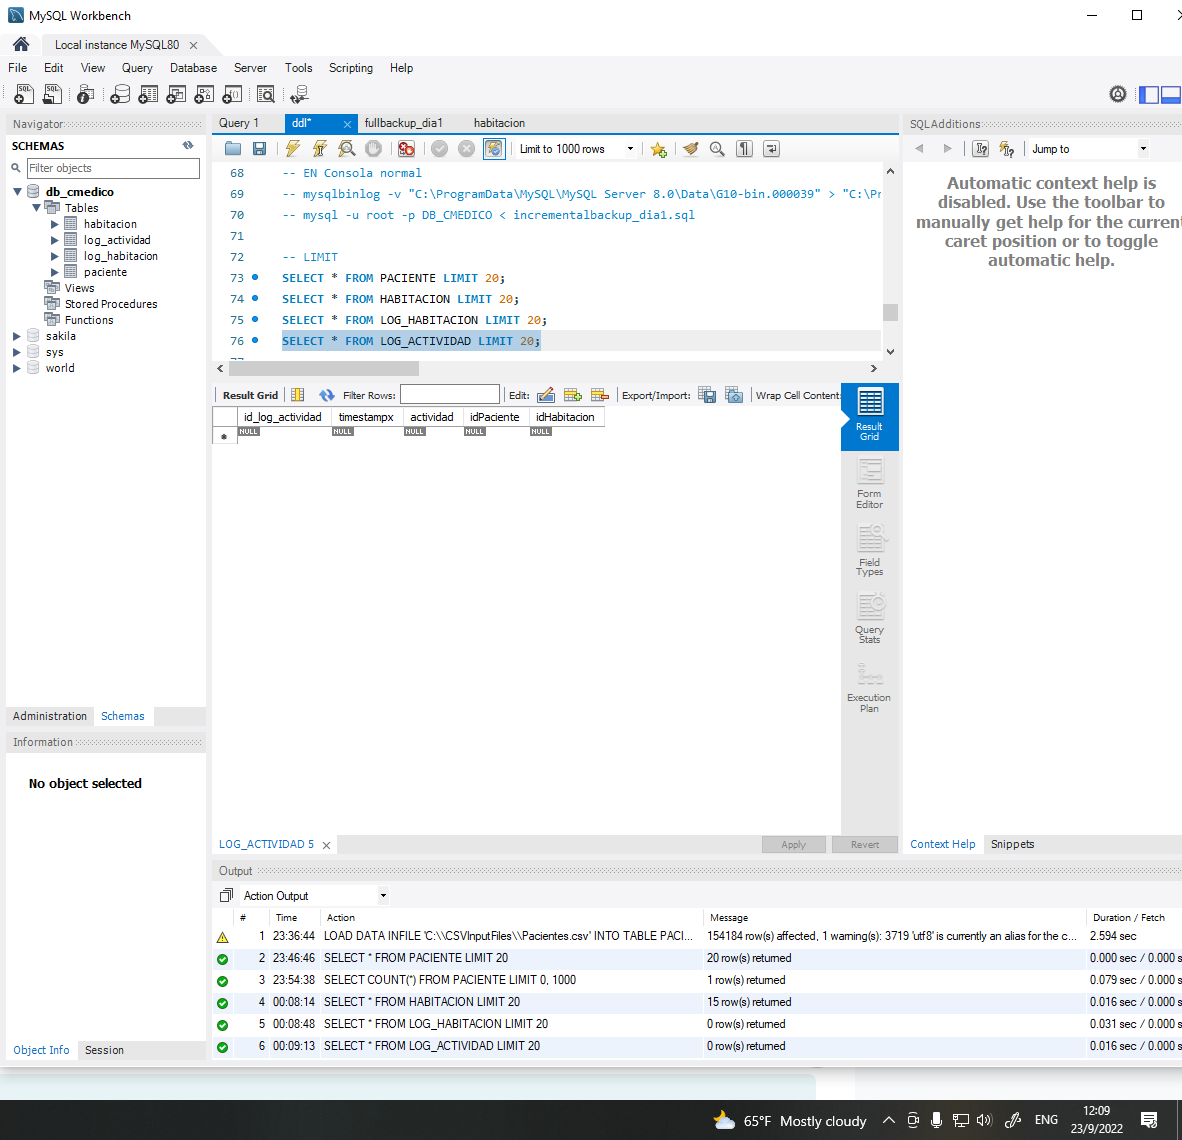 MySQL Workbench
Local instance MySQL80
File Edit View Query Database Server Tools Scripting Help
Navigator
SCHEMAS
Filter objects
db_cmedico
Tables
habitacion
log_actividad
log_habitacion
paciente
Views
Stored Procedures
Functions
sakila
sys
world
Administration Schemas
Information
No object selected
Object Info Session
Query 1 ddl* fullbackup_dia1 habitacion
Limit to 1000 rows
68 -- EN Consola normal
69 -- mysqlbinlog -v "C:\ProgramData\MySQL\MySQL Server 8.0\Data\G10-bin.000039" > "C:\Pr
70 -- mysql -u root -p DB_CMEDICO < incrementalbackup_dia1.sql
71
72 -- LIMIT
73 SELECT * FROM PACIENTE LIMIT 20;
74 SELECT * FROM HABITACION LIMIT 20;
75 SELECT * FROM LOG_HABITACION LIMIT 20;
76 SELECT * FROM LOG_ACTIVIDAD LIMIT 20;
Result Grid Filter Rows: Edit: Export/Import: Wrap Cell Content:
id_log_actividad timestampx actividad idPaciente idHabitacion
NULL NULL NULL NULL NULL
Result Grid
Form Editor
Field Types
Query Stats
Execution Plan
LOG_ACTIVIDAD 5 Apply Revert
SQLAdditions
Jump to
Automatic context help is
disabled. Use the toolbar to
manually get help for the current
caret position or to toggle
automatic help.
Context Help Snippets
Output
Action Output
# Time Action Message Duration / Fetch
1 23:36:44 LOAD DATA INFILE 'C:\\CSVInputFiles\\Pacientes.csv' INTO TABLE PACI... 154184 row(s) affected, 1 warning(s): 3719 'utf8' is currently an alias for the c... 2.594 sec
2 23:46:46 SELECT * FROM PACIENTE LIMIT 20 20 row(s) returned 0.000 sec / 0.000 s
3 23:54:38 SELECT COUNT(*) FROM PACIENTE LIMIT 0, 1000 1 row(s) returned 0.079 sec / 0.000 s
4 00:08:14 SELECT * FROM HABITACION LIMIT 20 15 row(s) returned 0.016 sec / 0.000 s
5 00:08:48 SELECT * FROM LOG_HABITACION LIMIT 20 0 row(s) returned 0.031 sec / 0.000 s
6 00:09:13 SELECT * FROM LOG_ACTIVIDAD LIMIT 20 0 row(s) returned 0.016 sec / 0.000 s
65°F Mostly cloudy ENG 12:09
23/9/2022